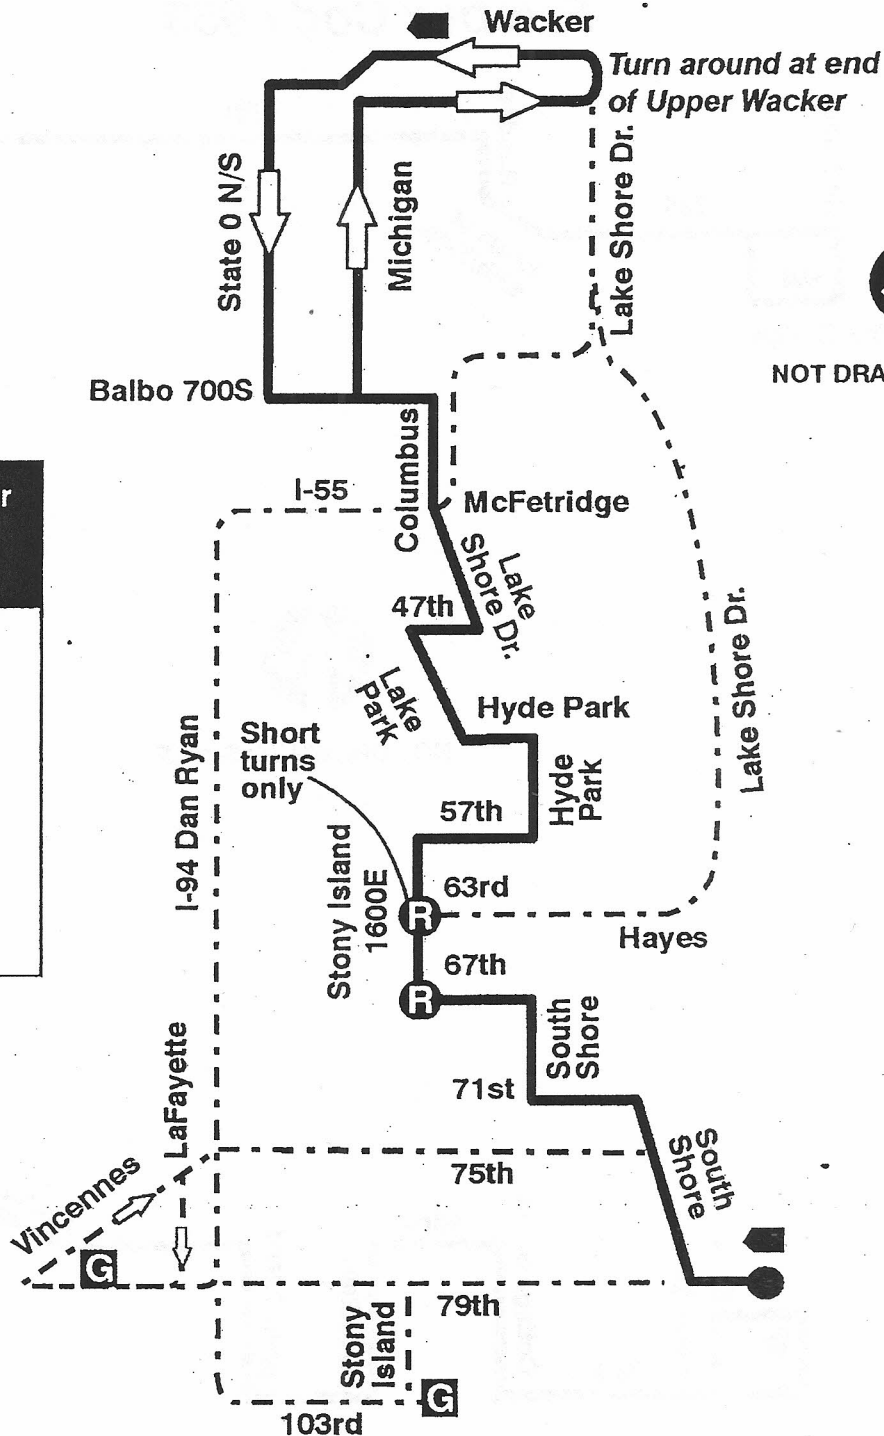 Wacker
Turn around at end
of Upper Wacker
Lake Shore Dr.
State 0 N/S
Michigan
Balbo 700S
NOT DRA
r
Columbus
I-55
McFetridge
Lake
Shore Dr.
47th
Lake
Park
Hyde Park
Lake Shore Dr.
I-94 Dan Ryan
Short
turns
only
Hyde
Park
57th
Stony Island
1600E
63rd
R
Hayes
67th
R
South
Shore
LaFayette
71st
South
Shore
75th
Vincennes
G
79th
Stony
Island
G
103rd